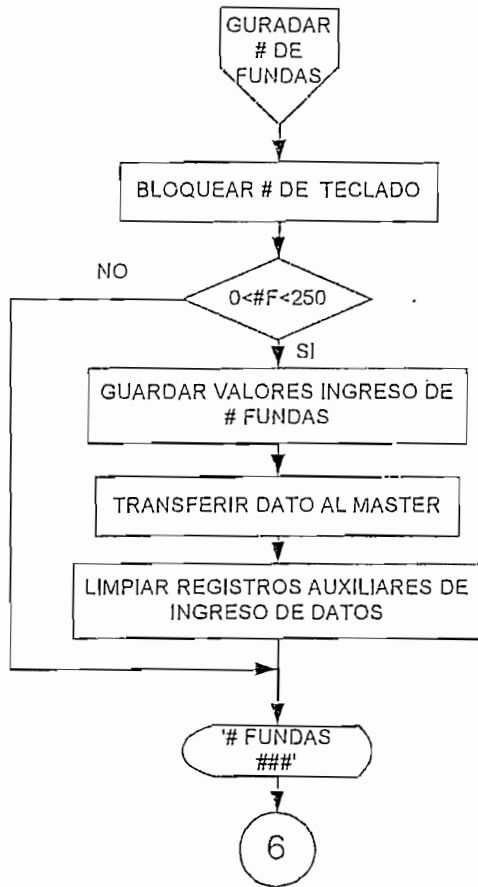 GURADAR
# DE
FUNDAS
BLOQUEAR # DE TECLADO
NO
0<#F<250
SI
GUARDAR VALORES INGRESO DE
# FUNDAS
TRANSFERIR DATO AL MASTER
LIMPIAR REGISTROS AUXILIARES DE
INGRESO DE DATOS
'# FUNDAS
###'
6